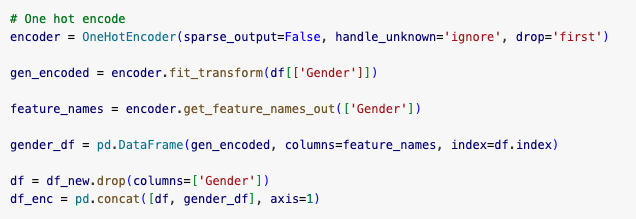 # One hot encode
encoder = OneHotEncoder(sparse_output=False, handle_unknown='ignore', drop='first')
gen_encoded = encoder.fit_transform(df[['Gender']])
feature_names = encoder.get_feature_names_out(['Gender'])
gender_df = pd.DataFrame(gen_encoded, columns=feature_names, index=df.index)
df = df_new.drop(columns=['Gender'])
df_enc = pd.concat([df, gender_df], axis=1)